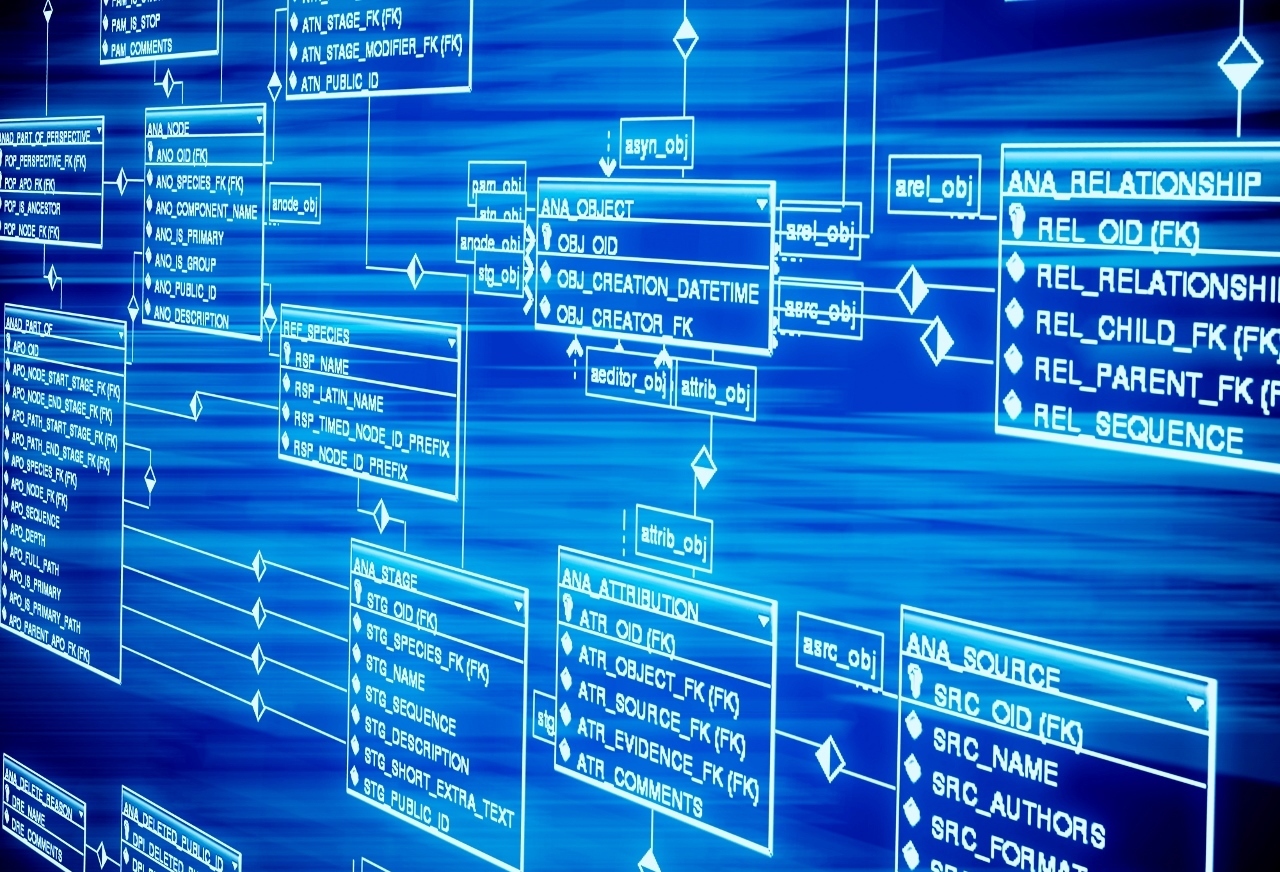 PAM_IS_STOP
PAM_COMMENTS
ATN_STAGE_FK (FK)
ATN_STAGE_MODIFIER_FK (FK)
ATN_PUBLIC_ID
ANAD_PART_OF_PERSPECTIVE
POP_PERSPECTIVE_FK (FK)
POP_APO_FK (FK)
POP_IS_ANCESTOR
POP_NODE_FK (FK)
ANA_NODE
ANO_OID (FK)
ANO_SPECIES_FK (FK)
ANO_COMPONENT_NAME
ANO_IS_PRIMARY
ANO_IS_GROUP
ANO_PUBLIC_ID
ANO_DESCRIPTION
anode_obj
asyn_obj
pam_obj
atn_obj
anode_obj
stg_obj
ANA_OBJECT
OBJ_OID
OBJ_CREATION_DATETIME
OBJ_CREATOR_FK
arel_obj
asrc_obj
aeditor_obj
attrib_obj
arel_obj
ANA_RELATIONSHIP
REL_OID (FK)
REL_RELATIONSHI
REL_CHILD_FK (FK)
REL_PARENT_FK (F
REL_SEQUENCE
ANAD_PART_OF
APO_OID
APO_NODE_START_STAGE_FK (FK)
APO_NODE_END_STAGE_FK (FK)
APO_PATH_START_STAGE_FK (FK)
APO_PATH_END_STAGE_FK (FK)
APO_SPECIES_FK (FK)
APO_NODE_FK (FK)
APO_SEQUENCE
APO_DEPTH
APO_FULL_PATH
APO_IS_PRIMARY
APO_IS_PRIMARY_PATH
APO_PARENT_APO_FK (FK)
REF_SPECIES
RSP_NAME
RSP_LATIN_NAME
RSP_TIMED_NODE_ID_PREFIX
RSP_NODE_ID_PREFIX
attrib_obj
ANA_STAGE
STG_OID (FK)
STG_SPECIES_FK (FK)
STG_NAME
STG_SEQUENCE
STG_DESCRIPTION
STG_SHORT_EXTRA_TEXT
STG_PUBLIC_ID
stg
ANA_ATTRIBUTION
ATR_OID (FK)
ATR_OBJECT_FK (FK)
ATR_SOURCE_FK (FK)
ATR_EVIDENCE_FK (FK)
ATR_COMMENTS
asrc_obj
ANA_SOURCE
SRC_OID (FK)
SRC_NAME
SRC_AUTHORS
SRC_FORMAT
ANA_DELETE_REASON
DRE_NAME
DRE_COMMENTS
ANA_DELETED_PUBLIC_ID